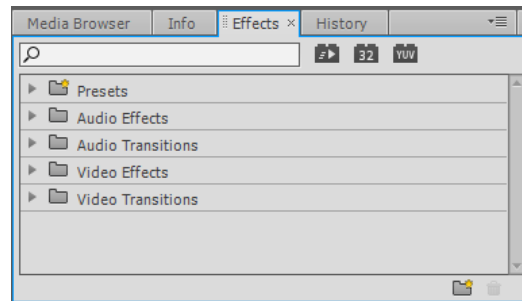 Media Browser Info Effects × History
32 YUV
Presets
Audio Effects
Audio Transitions
Video Effects
Video Transitions